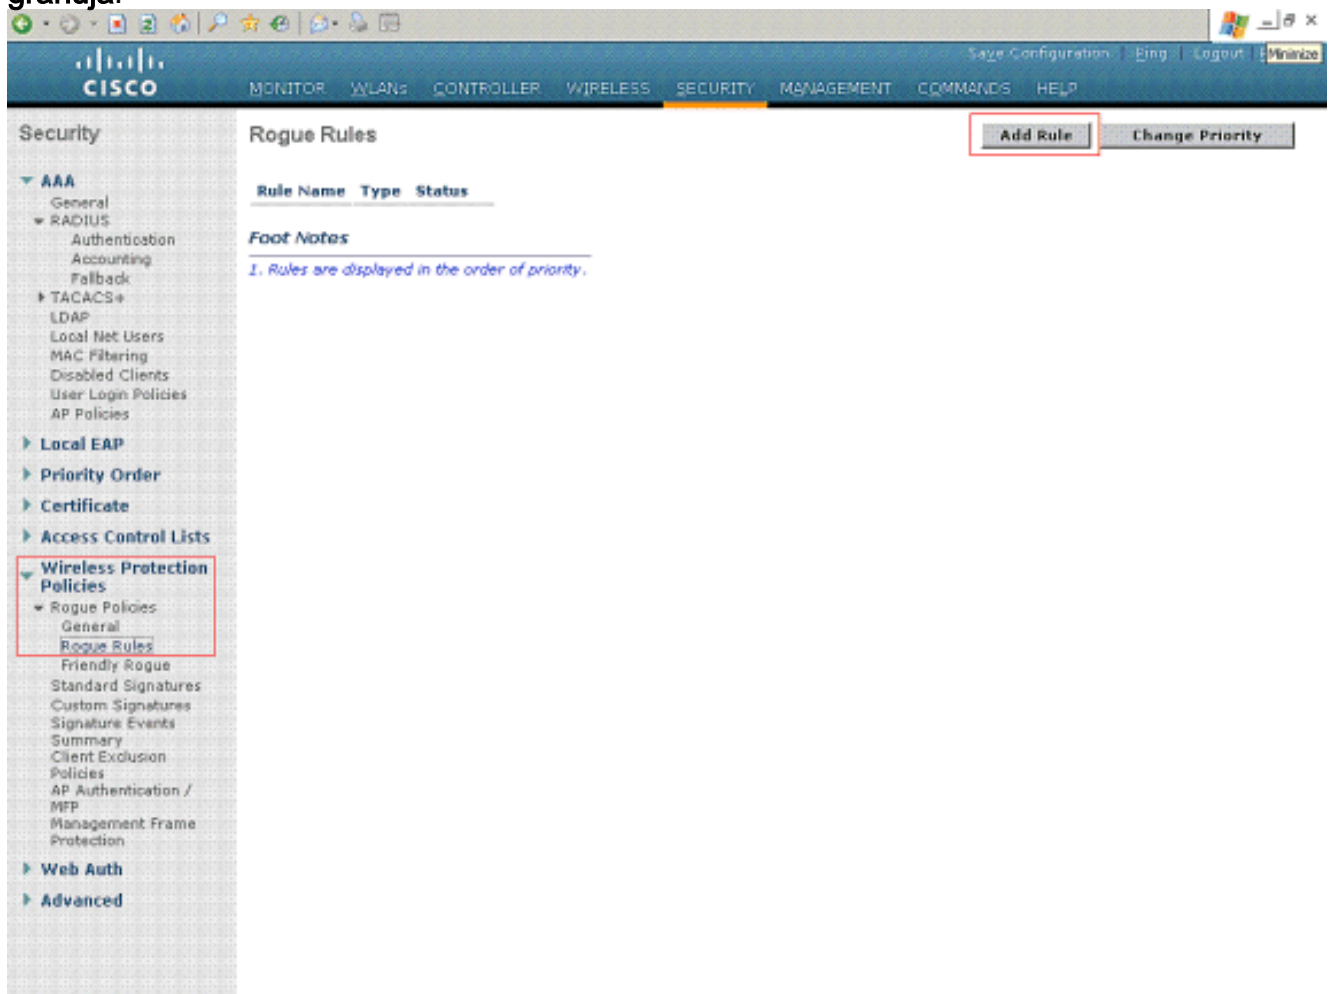 CISCO
Save Configuration | Ping | Logout |
Minimize
MONITOR WLANs CONTROLLER WIRELESS SECURITY MANAGEMENT COMMANDS HELP
Security
AAA
General
RADIUS
Authentication
Accounting
Fallback
TACACS+
LDAP
Local Net Users
MAC Filtering
Disabled Clients
User Login Policies
AP Policies
Local EAP
Priority Order
Certificate
Access Control Lists
Wireless Protection
Policies
Rogue Policies
General
Rogue Rules
Friendly Rogue
Standard Signatures
Custom Signatures
Signature Events
Summary
Client Exclusion
Policies
AP Authentication /
MFP
Management Frame
Protection
Web Auth
Advanced
Rogue Rules
Add Rule
Change Priority
Rule Name Type Status
Foot Notes
1. Rules are displayed in the order of priority.